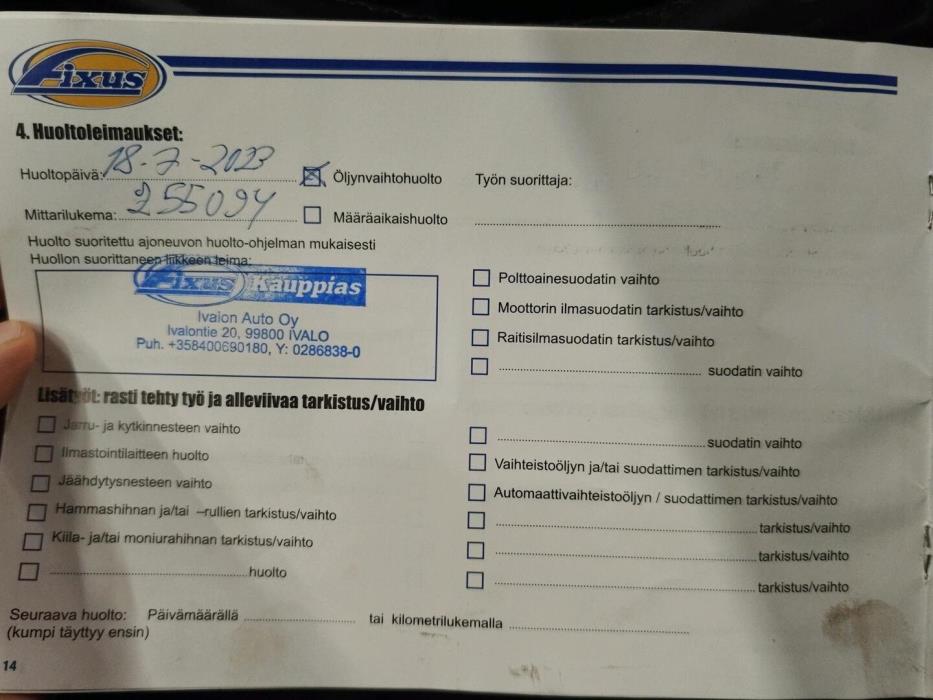 Fixus
4. Huoltoleimaukset:
Huoltopäivä: 18-7-2023
Öljynvaihtohuolto
Työn suorittaja:
Mittarilukema: 255094
Määräaikaishuolto
Huolto suoritettu ajoneuvon huolto-ohjelman mukaisesti
Huollon suorittaneen liikkeen leima:
Fixus Kauppias
Ivalon Auto Oy
Ivalontie 20, 99800 IVALO
Puh. +358400690180, Y: 0286838-0
Polttoainesuodatin vaihto
Moottorin ilmasuodatin tarkistus/vaihto
Raitisilmasuodatin tarkistus/vaihto
suodatin vaihto
Lisätyöt: rasti tehty työ ja alleviivaa tarkistus/vaihto
Jarru- ja kytkinnesteen vaihto
Ilmastointilaitteen huolto
Jäähdytysnesteen vaihto
Hammashihnan ja/tai –rullien tarkistus/vaihto
Kiila- ja/tai moniurahihnan tarkistus/vaihto
huolto
suodatin vaihto
Vaihteistoöljyn ja/tai suodattimen tarkistus/vaihto
Automaattivaihteistoöljyn / suodattimen tarkistus/vaihto
tarkistus/vaihto
tarkistus/vaihto
tarkistus/vaihto
Seuraava huolto: Päivämäärällä tai kilometrilukemalla
(kumpi täyttyy ensin)
14